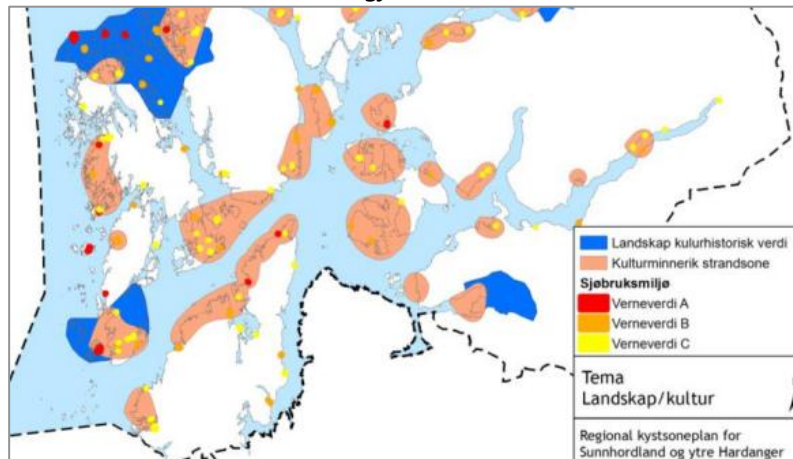 Landskap kulurhistorisk verdi
Kulturminnerik strandsone
Sjøbruksmiljø
Verneverdi A
Verneverdi B
Verneverdi C
Tema
Landskap/kultur
Regional kystsoneplan for
Sunnhordland og ytre Hardanger